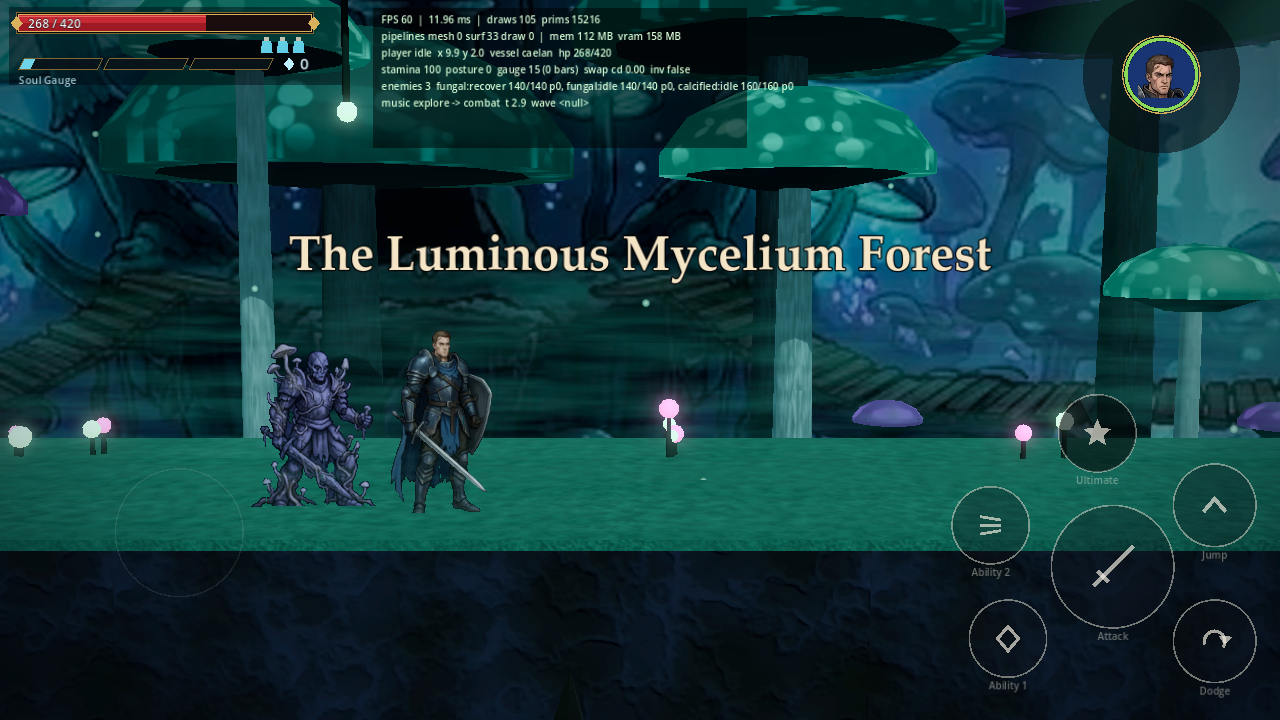 268 / 420
0
Soul Gauge
FPS 60 | 11.96 ms | draws 105 prims 15216
pipelines mesh 0 surf 33 draw 0 | mem 112 MB vram 158 MB
player idle x 9.9 y 2.0 vessel caelan hp 268/420
stamina 100 posture 0 gauge 15 (0 bars) swap cd 0.00 inv false
enemies 3 fungal:recover 140/140 p0, fungal:idle 140/140 p0, calcified:idle 160/160 p0
music explore -> combat t 2.9 wave <null>
The Luminous Mycelium Forest
Ultimate
Jump
Ability 2
Attack
Ability 1
Dodge